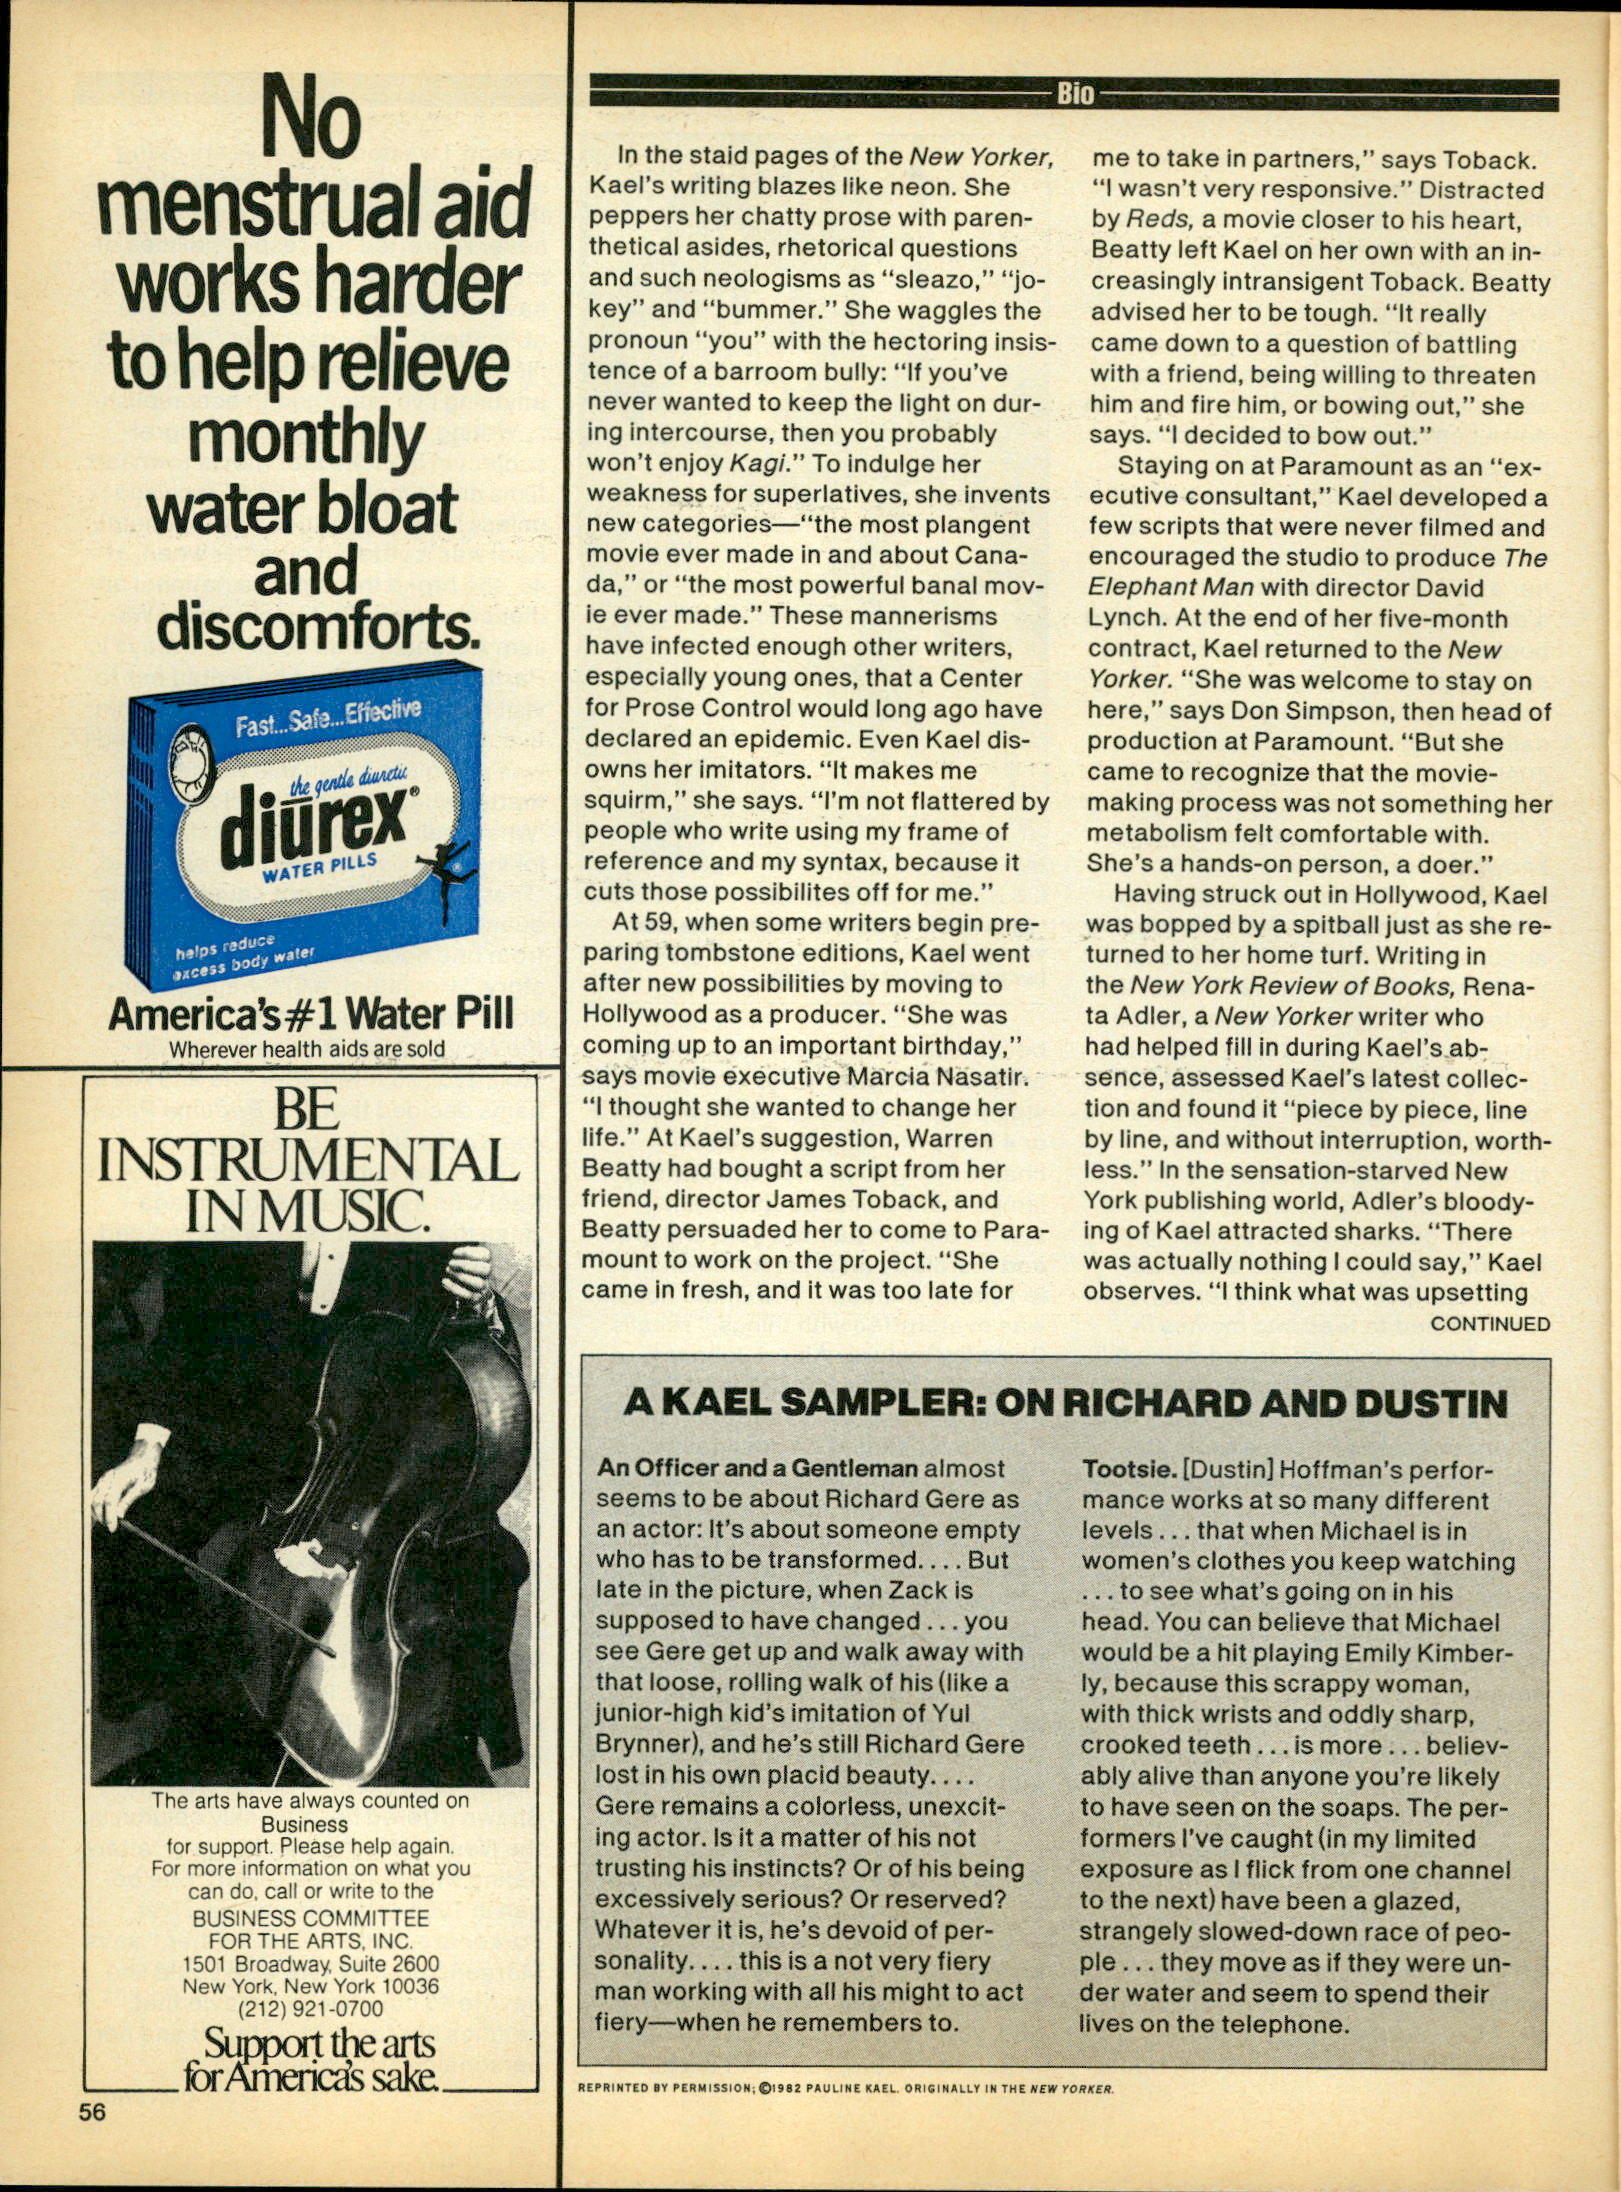 No
menstrual aid
works harder
to help relieve
monthly
water bloat
and
discomforts.
Fast...Safe...Effective
the gentle diuretic
diūrex®
WATER PILLS
helps reduce
excess body water
America's #1 Water Pill
Wherever health aids are sold
BE
INSTRUMENTAL
IN MUSIC.
The arts have always counted on
Business
for support. Please help again.
For more information on what you
can do, call or write to the
BUSINESS COMMITTEE
FOR THE ARTS, INC.
1501 Broadway, Suite 2600
New York, New York 10036
(212) 921-0700
Support the arts
for America's sake.
56
Bio
In the staid pages of the New Yorker,
Kael's writing blazes like neon. She
peppers her chatty prose with paren-
thetical asides, rhetorical questions
and such neologisms as “sleazo,” “jo-
key” and “bummer.” She waggles the
pronoun “you” with the hectoring insis-
tence of a barroom bully: “If you've
never wanted to keep the light on dur-
ing intercourse, then you probably
won't enjoy Kagi.” To indulge her
weakness for superlatives, she invents
new categories—“the most plangent
movie ever made in and about Cana-
da,” or “the most powerful banal mov-
ie ever made.” These mannerisms
have infected enough other writers,
especially young ones, that a Center
for Prose Control would long ago have
declared an epidemic. Even Kael dis-
owns her imitators. “It makes me
squirm,” she says. “I'm not flattered by
people who write using my frame of
reference and my syntax, because it
cuts those possibilites off for me.”
At 59, when some writers begin pre-
paring tombstone editions, Kael went
after new possibilities by moving to
Hollywood as a producer. “She was
coming up to an important birthday,”
says movie executive Marcia Nasatir.
“I thought she wanted to change her
life.” At Kael's suggestion, Warren
Beatty had bought a script from her
friend, director James Toback, and
Beatty persuaded her to come to Para-
mount to work on the project. “She
came in fresh, and it was too late for
me to take in partners,” says Toback.
“I wasn't very responsive.” Distracted
by Reds, a movie closer to his heart,
Beatty left Kael on her own with an in-
creasingly intransigent Toback. Beatty
advised her to be tough. “It really
came down to a question of battling
with a friend, being willing to threaten
him and fire him, or bowing out,” she
says. “I decided to bow out.”
Staying on at Paramount as an “ex-
ecutive consultant,” Kael developed a
few scripts that were never filmed and
encouraged the studio to produce The
Elephant Man with director David
Lynch. At the end of her five-month
contract, Kael returned to the New
Yorker. “She was welcome to stay on
here,” says Don Simpson, then head of
production at Paramount. “But she
came to recognize that the movie-
making process was not something her
metabolism felt comfortable with.
She's a hands-on person, a doer.”
Having struck out in Hollywood, Kael
was bopped by a spitball just as she re-
turned to her home turf. Writing in
the New York Review of Books, Rena-
ta Adler, a New Yorker writer who
had helped fill in during Kael's ab-
sence, assessed Kael's latest collec-
tion and found it “piece by piece, line
by line, and without interruption, worth-
less.” In the sensation-starved New
York publishing world, Adler's bloody-
ing of Kael attracted sharks. “There
was actually nothing I could say,” Kael
observes. “I think what was upsetting
CONTINUED
A KAEL SAMPLER: ON RICHARD AND DUSTIN
An Officer and a Gentleman almost
seems to be about Richard Gere as
an actor: It's about someone empty
who has to be transformed.... But
late in the picture, when Zack is
supposed to have changed...you
see Gere get up and walk away with
that loose, rolling walk of his (like a
junior-high kid's imitation of Yul
Brynner), and he's still Richard Gere
lost in his own placid beauty....
Gere remains a colorless, unexcit-
ing actor. Is it a matter of his not
trusting his instincts? Or of his being
excessively serious? Or reserved?
Whatever it is, he's devoid of per-
sonality.... this is a not very fiery
man working with all his might to act
fiery—when he remembers to.
Tootsie. [Dustin] Hoffman's perfor-
mance works at so many different
levels... that when Michael is in
women's clothes you keep watching
...to see what's going on in his
head. You can believe that Michael
would be a hit playing Emily Kimber-
ly, because this scrappy woman,
with thick wrists and oddly sharp,
crooked teeth...is more...believ-
ably alive than anyone you're likely
to have seen on the soaps. The per-
formers I've caught (in my limited
exposure as I flick from one channel
to the next) have been a glazed,
strangely slowed-down race of peo-
ple...they move as if they were un-
der water and seem to spend their
lives on the telephone.
REPRINTED BY PERMISSION; ©1982 PAULINE KAEL. ORIGINALLY IN THE NEW YORKER.